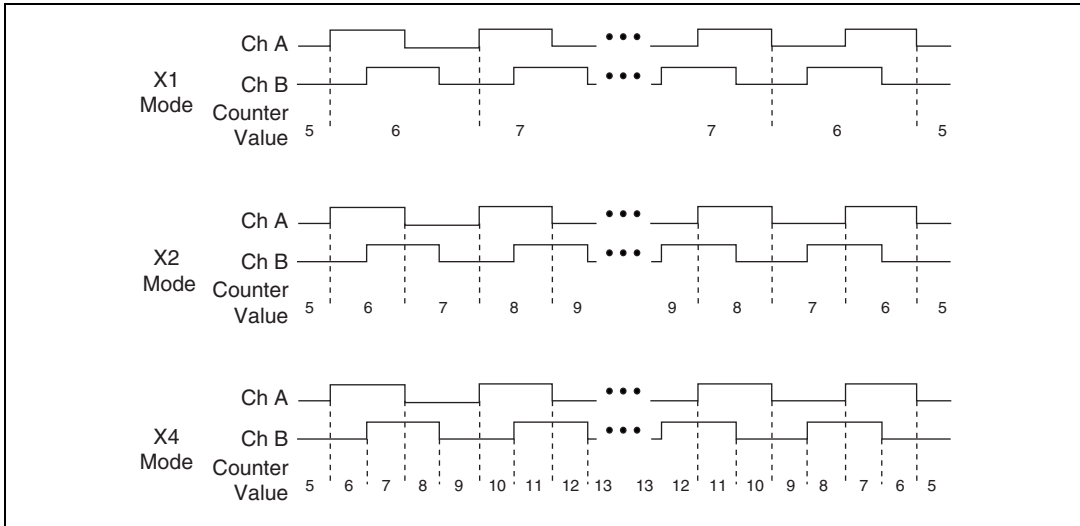 Ch A
X1
Mode
Ch B
Counter
Value
5 6 7 7 6 5
Ch A
X2
Mode
Ch B
Counter
Value
5 6 7 8 9 9 8 7 6 5
Ch A
X4
Mode
Ch B
Counter
Value
5 6 7 8 9 10 11 12 13 13 12 11 10 9 8 7 6 5